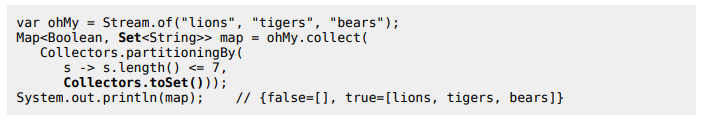 var ohMy = Stream.of("lions", "tigers", "bears");
Map<Boolean, Set<String>> map = ohMy.collect(
   Collectors.partitioningBy(
      s -> s.length() <= 7,
      Collectors.toSet()));
System.out.println(map);    // {false=[], true=[lions, tigers, bears]}